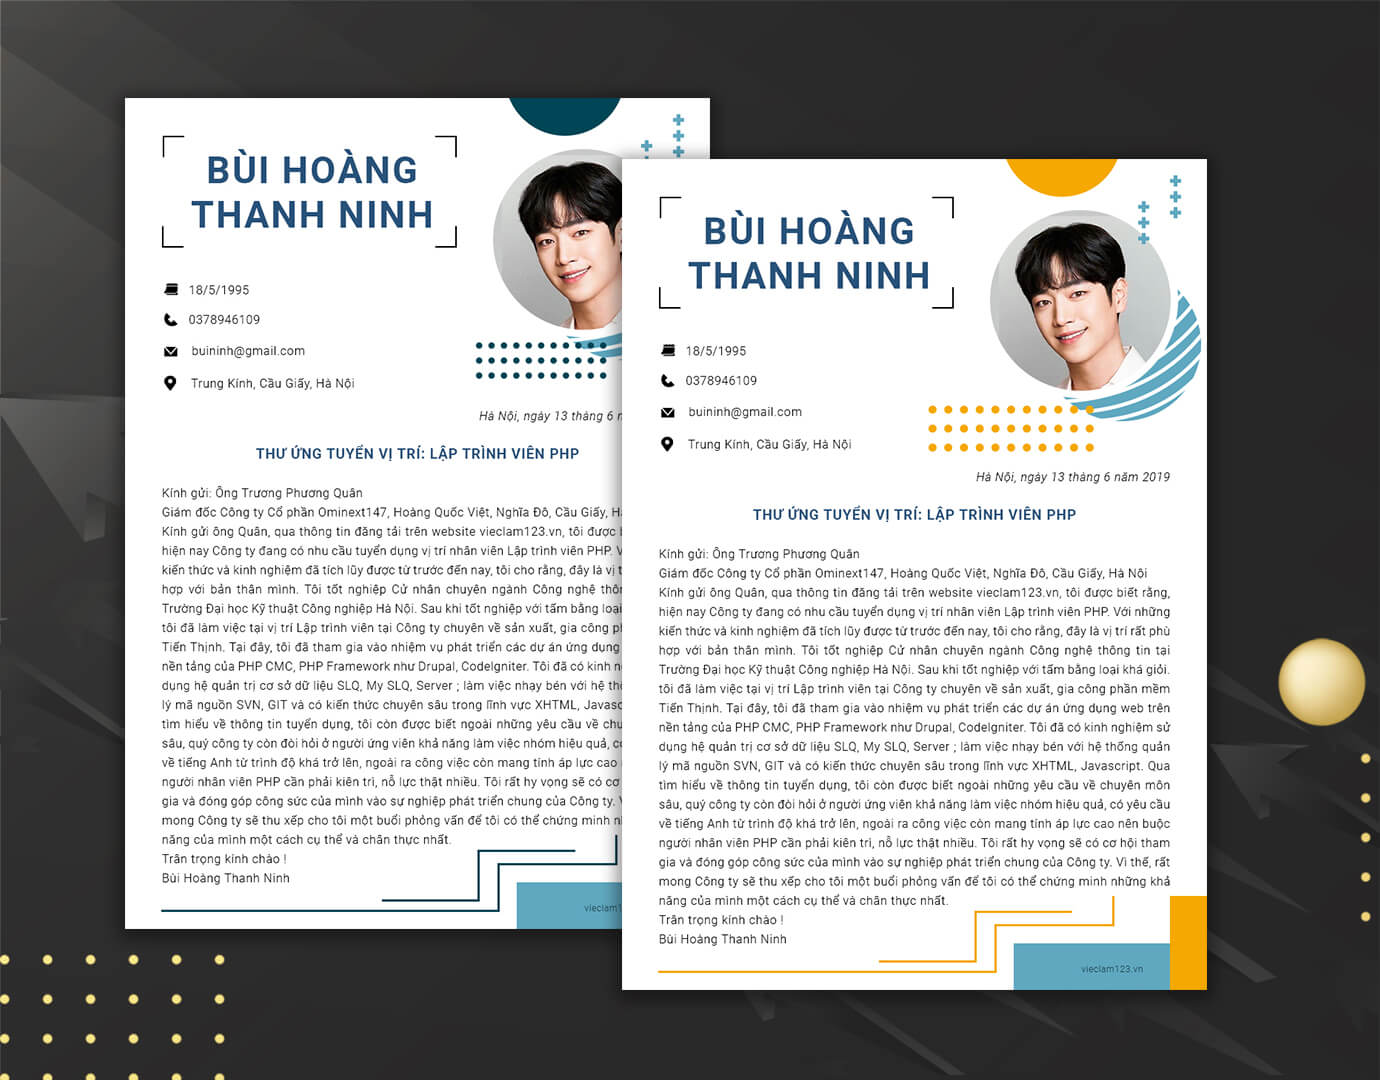 BÙI HOÀNG
THANH NINH
18/5/1995
0378946109
buininh@gmail.com
Trung Kính, Cầu Giấy, Hà Nội
Hà Nội, ngày 13 tháng 6
THƯ ỨNG TUYỂN VỊ TRÍ: LẬP TRÌNH VIÊN PHP
Kính gửi: Ông Trương Phương Quân
Giám đốc Công ty Cổ phần Ominext147, Hoàng Quốc Việt, Nghĩa Đô, Cầu Giấy,
Kính gửi ông Quân, qua thông tin đăng tải trên website vieclam123.vn, tôi được
hiện nay Công ty đang có nhu cầu tuyển dụng vị trí nhân viên Lập trình viên PHP.
kiến thức và kinh nghiệm đã tích lũy được từ trước đến nay, tôi cho rằng, đây là vị
hợp với bản thân mình. Tôi tốt nghiệp Cử nhân chuyên ngành Công nghệ
Trường Đại học Kỹ thuật Công nghiệp Hà Nội. Sau khi tốt nghiệp với tấm bằng loại
tôi đã làm việc tại vị trí Lập trình viên tại Công ty chuyên về sản xuất, gia công
Tiến Thịnh. Tại đây, tôi đã tham gia vào nhiệm vụ phát triển các dự án ứng dụng
nền tảng của PHP CMC, PHP Framework như Drupal, CodeIgniter. Tôi đã có kinh
dụng hệ quản trị cơ sở dữ liệu SLQ, My SLQ, Server ; làm việc nhạy bén với hệ
lý mã nguồn SVN, GIT và có kiến thức chuyên sâu trong lĩnh vực XHTML,
tìm hiểu về thông tin tuyển dụng, tôi còn được biết ngoài những yêu cầu về
sâu, quý công ty còn đòi hỏi ở người ứng viên khả năng làm việc nhóm hiệu quả,
về tiếng Anh từ trình độ khá trở lên, ngoài ra công việc còn mang tính áp lực cao
người nhân viên PHP cần phải kiên trì, nỗ lực thật nhiều. Tôi rất hy vọng sẽ có cơ
gia và đóng góp công sức của mình vào sự nghiệp phát triển chung của Công ty.
mong Công ty sẽ thu xếp cho tôi một buổi phỏng vấn để tôi có thể chứng minh
năng của mình một cách cụ thể và chân thực nhất.
Trân trọng kính chào !
Bùi Hoàng Thanh Ninh
BÙI HOÀNG
THANH NINH
18/5/1995
0378946109
buininh@gmail.com
Trung Kính, Cầu Giấy, Hà Nội
Hà Nội, ngày 13 tháng 6 năm 2019
THƯ ỨNG TUYỂN VỊ TRÍ: LẬP TRÌNH VIÊN PHP
Kính gửi: Ông Trương Phương Quân
Giám đốc Công ty Cổ phần Ominext147, Hoàng Quốc Việt, Nghĩa Đô, Cầu Giấy, Hà Nội
Kính gửi ông Quân, qua thông tin đăng tải trên website vieclam123.vn, tôi được biết rằng,
hiện nay Công ty đang có nhu cầu tuyển dụng vị trí nhân viên Lập trình viên PHP. Với những
kiến thức và kinh nghiệm đã tích lũy được từ trước đến nay, tôi cho rằng, đây là vị trí rất phù
hợp với bản thân mình. Tôi tốt nghiệp Cử nhân chuyên ngành Công nghệ thông tin tại
Trường Đại học Kỹ thuật Công nghiệp Hà Nội. Sau khi tốt nghiệp với tấm bằng loại khá giỏi.
tôi đã làm việc tại vị trí Lập trình viên tại Công ty chuyên về sản xuất, gia công phần mềm
Tiến Thịnh. Tại đây, tôi đã tham gia vào nhiệm vụ phát triển các dự án ứng dụng web trên
nền tảng của PHP CMC, PHP Framework như Drupal, CodeIgniter. Tôi đã có kinh nghiệm sử
dụng hệ quản trị cơ sở dữ liệu SLQ, My SLQ, Server ; làm việc nhạy bén với hệ thống quản
lý mã nguồn SVN, GIT và có kiến thức chuyên sâu trong lĩnh vực XHTML, Javascript. Qua
tìm hiểu về thông tin tuyển dụng, tôi còn được biết ngoài những yêu cầu về chuyên môn
sâu, quý công ty còn đòi hỏi ở người ứng viên khả năng làm việc nhóm hiệu quả, có yêu cầu
về tiếng Anh từ trình độ khá trở lên, ngoài ra công việc còn mang tính áp lực cao nên buộc
người nhân viên PHP cần phải kiên trì, nỗ lực thật nhiều. Tôi rất hy vọng sẽ có cơ hội tham
gia và đóng góp công sức của mình vào sự nghiệp phát triển chung của Công ty. Vì thế, rất
mong Công ty sẽ thu xếp cho tôi một buổi phỏng vấn để tôi có thể chứng minh những khả
năng của mình một cách cụ thể và chân thực nhất.
Trân trọng kính chào !
Bùi Hoàng Thanh Ninh
vieclam123.vn